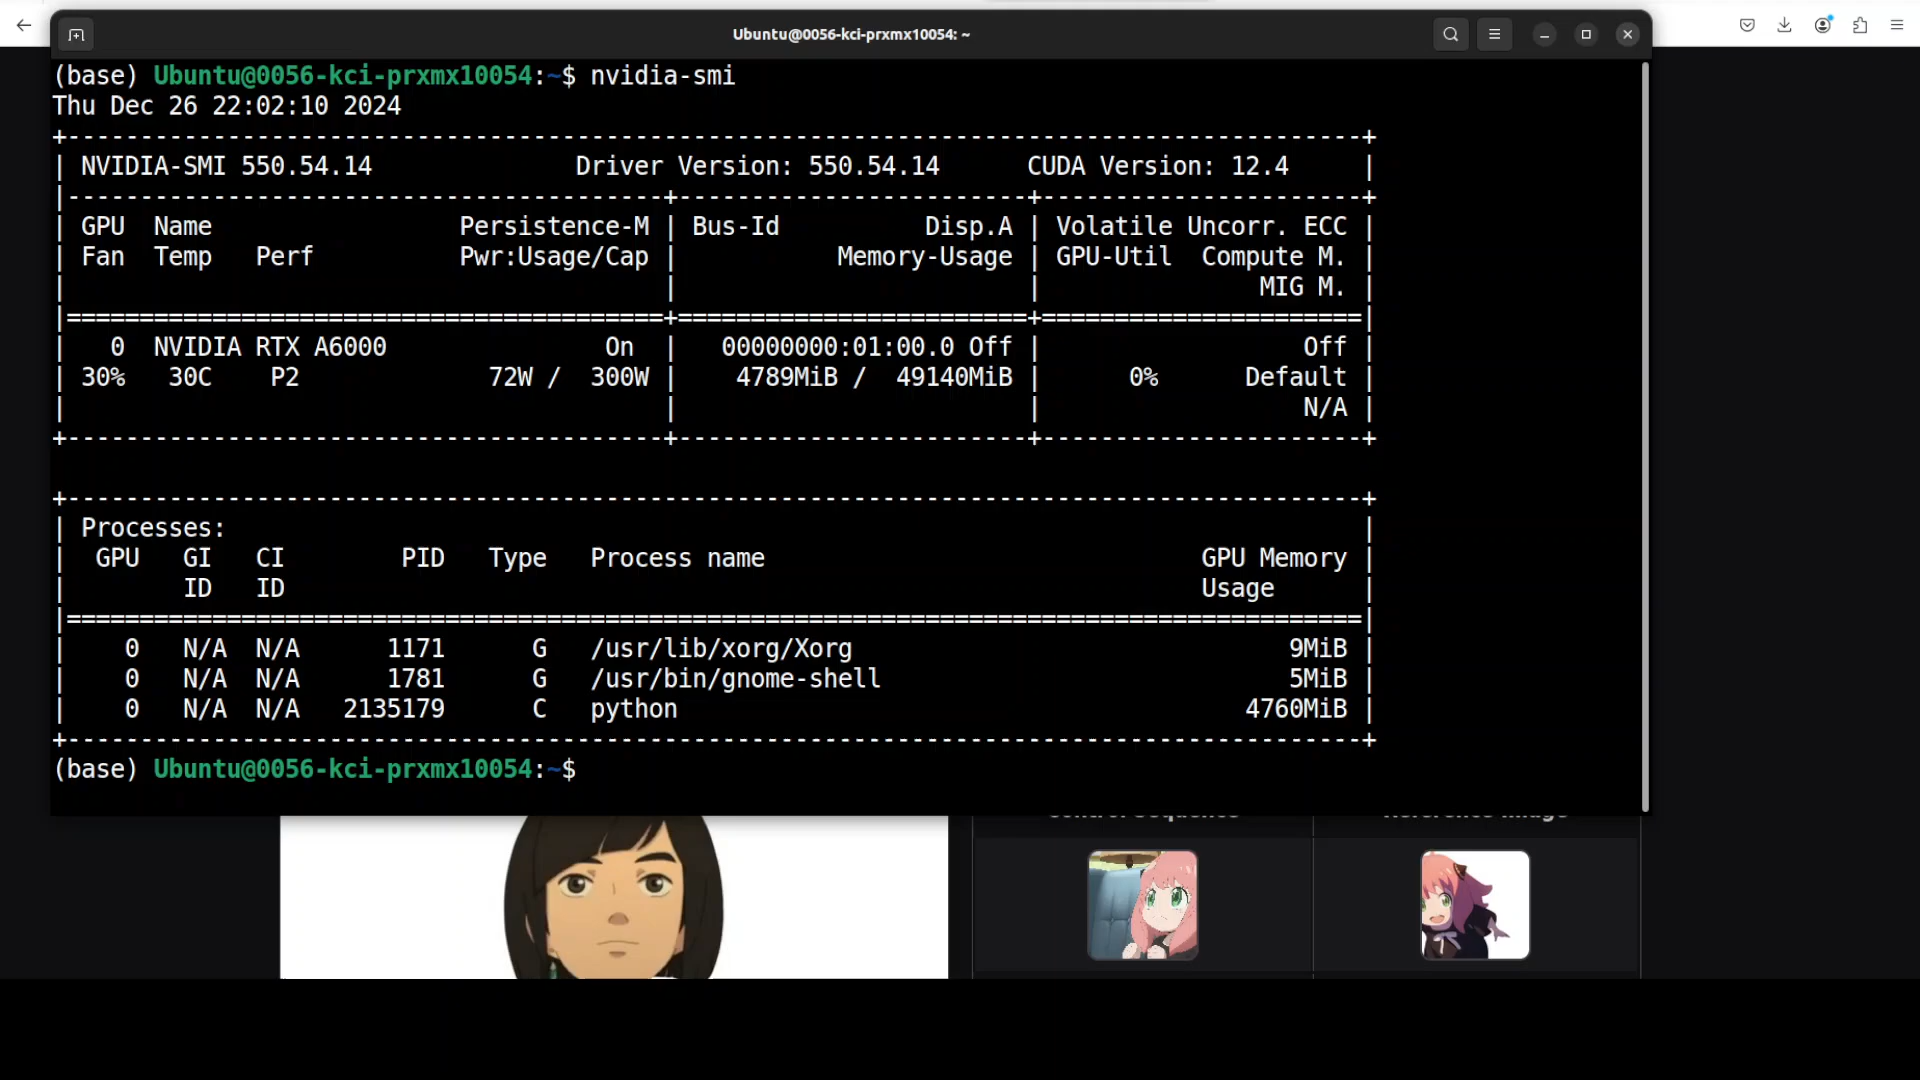 Ubuntu@0056-kci-prxmx10054: ~
(base) Ubuntu@0056-kci-prxmx10054:~$ nvidia-smi
Thu Dec 26 22:02:10 2024
+-----------------------------------------------------------------------------------------+
| NVIDIA-SMI 550.54.14              Driver Version: 550.54.14      CUDA Version: 12.4     |
|-----------------------------------------+------------------------+----------------------+
| GPU  Name                 Persistence-M | Bus-Id          Disp.A | Volatile Uncorr. ECC |
| Fan  Temp   Perf          Pwr:Usage/Cap |           Memory-Usage | GPU-Util  Compute M. |
|                                         |                        |               MIG M. |
|=========================================+========================+======================|
|   0  NVIDIA RTX A6000               On  |   00000000:01:00.0 Off |                  Off |
| 30%   30C    P2             72W /  300W |    4789MiB /  49140MiB |      0%      Default |
|                                         |                        |                  N/A |
+-----------------------------------------+------------------------+----------------------+
+-----------------------------------------------------------------------------------------+
| Processes:                                                                              |
|  GPU   GI   CI        PID   Type   Process name                              GPU Memory |
|        ID   ID                                                               Usage      |
|=========================================================================================|
|    0   N/A  N/A      1171      G   /usr/lib/xorg/Xorg                              9MiB |
|    0   N/A  N/A      1781      G   /usr/bin/gnome-shell                            5MiB |
|    0   N/A  N/A   2135179      C   python                                       4760MiB |
+-----------------------------------------------------------------------------------------+
(base) Ubuntu@0056-kci-prxmx10054:~$